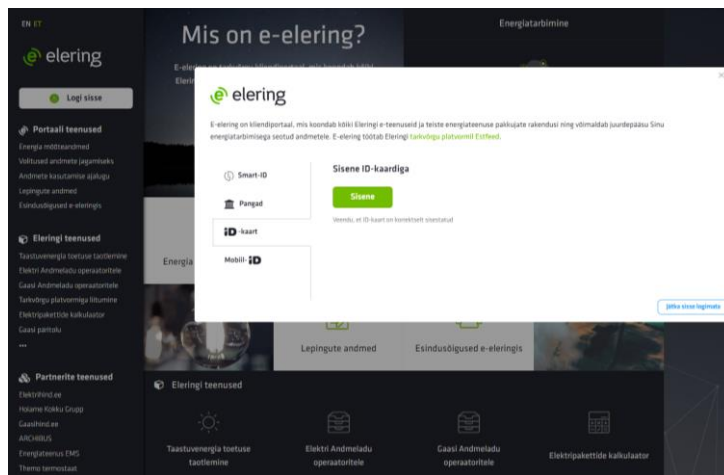 EN ET
elering
Logi sisse
Portaali teenused
Energia mõõteandmed
Volitused andmete jagamiseks
Andmete kasutamise ajalugu
Lepingute andmed
Esindusõigused e-eleringis
Eleringi teenused
Taastuvenergia toetuse taotlemine
Elektri Andmeladu operaatoritele
Gaasi Andmeladu operaatoritele
Tarkvõrgu platvormiga liitumine
Elektripakettide kalkulaator
Gaasi päritolu
...
Partnerite teenused
Elektrihind.ee
Hoiame Kokku Grupp
Gaasihind.ee
ARCHIBUS
Energiateenus EMS
Themo termostaat
Mis on e-elering?
Energiatarbimine
elering
E-elering on kliendiportaal, mis koondab kõiki Eleringi e-teenuseid ja teiste energiateenuse pakkujate rakendusi ning võimaldab juurdepääsu Sinu
energiatarbimisega seotud andmetele. E-elering töötab Eleringi tarkvõrgu platvormil Estfeed.
Smart-ID
Pangad
iD-kaart
Mobiil-iD
Sisene ID-kaardiga
Sisene
Veendu, et ID-kaart on korrektselt sisestatud
Jätka sisse logimata
Energia
Lepingute andmed
Esindusõigused e-eleringis
Eleringi teenused
Taastuvenergia toetuse
taotlemine
Elektri Andmeladu
operaatoritele
Gaasi Andmeladu
operaatoritele
Elektripakettide kalkulaator